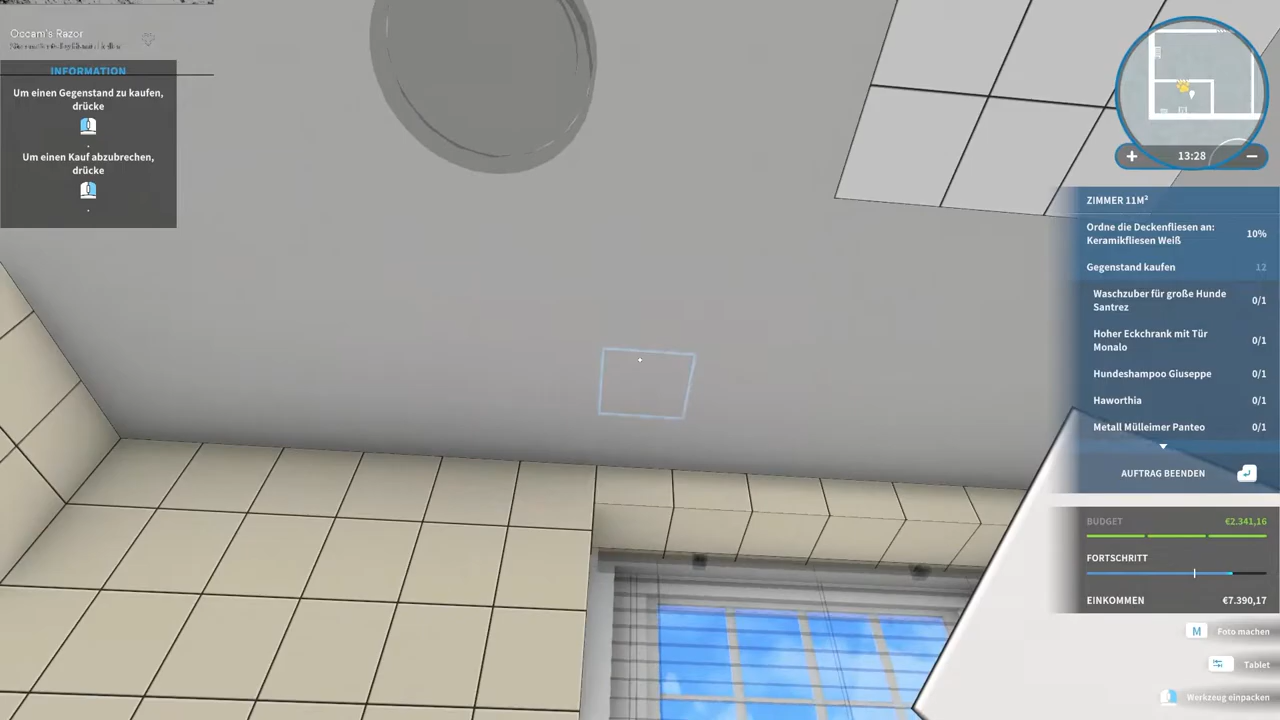 Occam's Razor
INFORMATION
Um einen Gegenstand zu kaufen,
drücke
Um einen Kauf abzubrechen,
drücke
13:28
ZIMMER 11M²
Ordne die Deckenfliesen an:
Keramikfliesen Weiß
10%
Gegenstand kaufen
12
Waschzuber für große Hunde
Santrez
0/1
Hoher Eckchrank mit Tür
Monalo
0/1
Hundeshampoo Giuseppe
0/1
Haworthia
0/1
Metall Mülleimer Panteo
0/1
AUFTRAG BEENDEN
BUDGET
€2.341,16
FORTSCHRITT
EINKOMMEN
€7.390,17
M
Foto machen
Tablet
Werkzeug einpacken